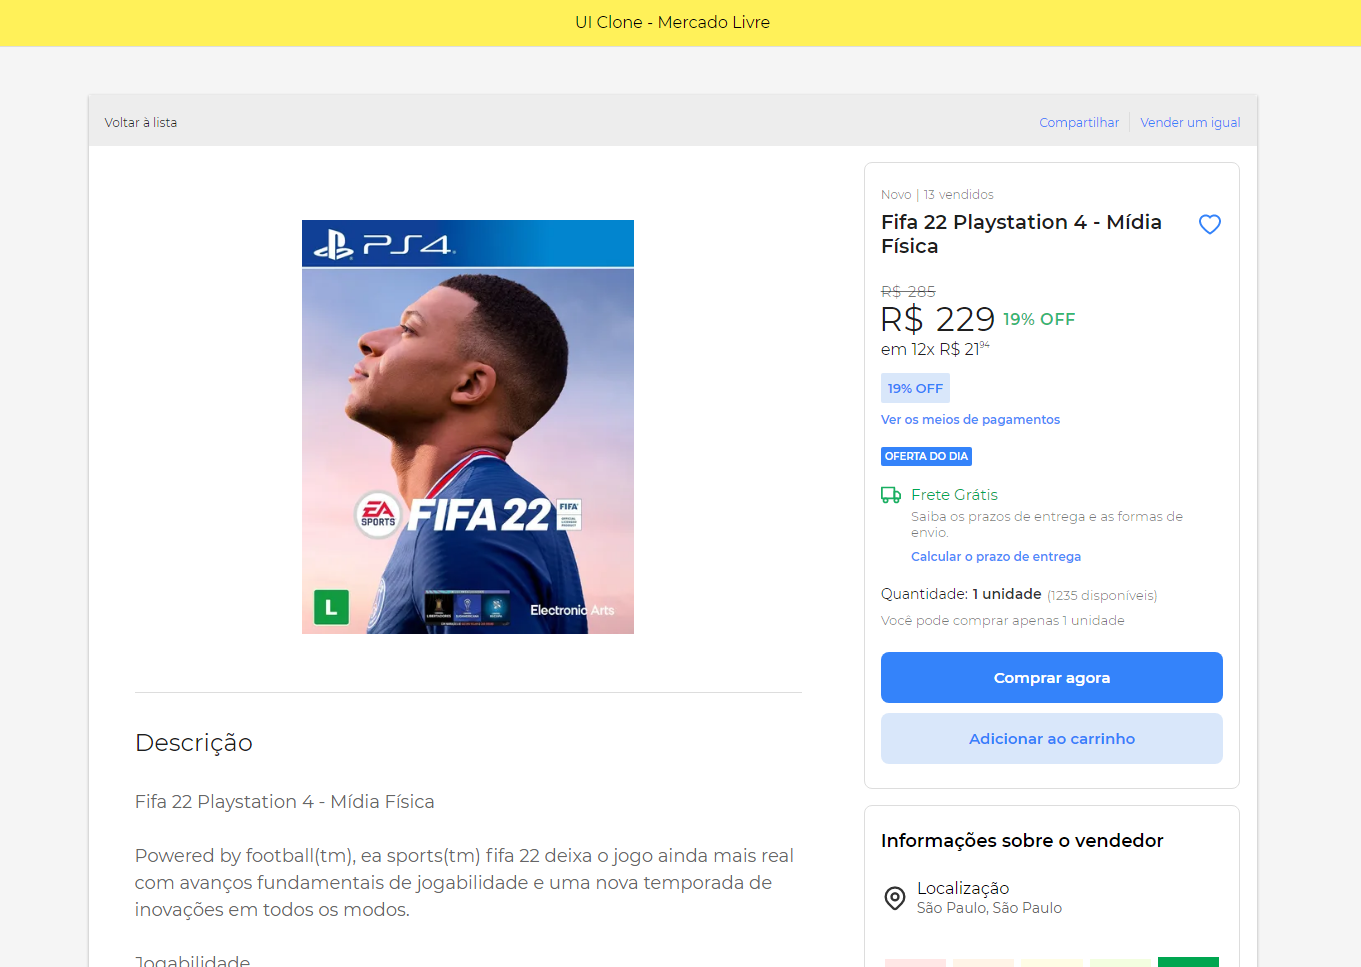 UI Clone - Mercado Livre
Voltar à lista
Compartilhar
Vender um igual
PS4
EA SPORTS
FIFA 22
FIFA
L
Electronic Arts
Novo | 13 vendidos
Fifa 22 Playstation 4 - Mídia
Física
R$ 285
R$ 229 19% OFF
em 12x R$ 21 94
19% OFF
Ver os meios de pagamentos
OFERTA DO DIA
Frete Grátis
Saiba os prazos de entrega e as formas de
envio.
Calcular o prazo de entrega
Quantidade: 1 unidade (1235 disponíveis)
Você pode comprar apenas 1 unidade
Comprar agora
Adicionar ao carrinho
Descrição
Fifa 22 Playstation 4 - Mídia Física
Powered by football(tm), ea sports(tm) fifa 22 deixa o jogo ainda mais real
com avanços fundamentais de jogabilidade e uma nova temporada de
inovações em todos os modos.
Jogabilidade
Informações sobre o vendedor
Localização
São Paulo, São Paulo